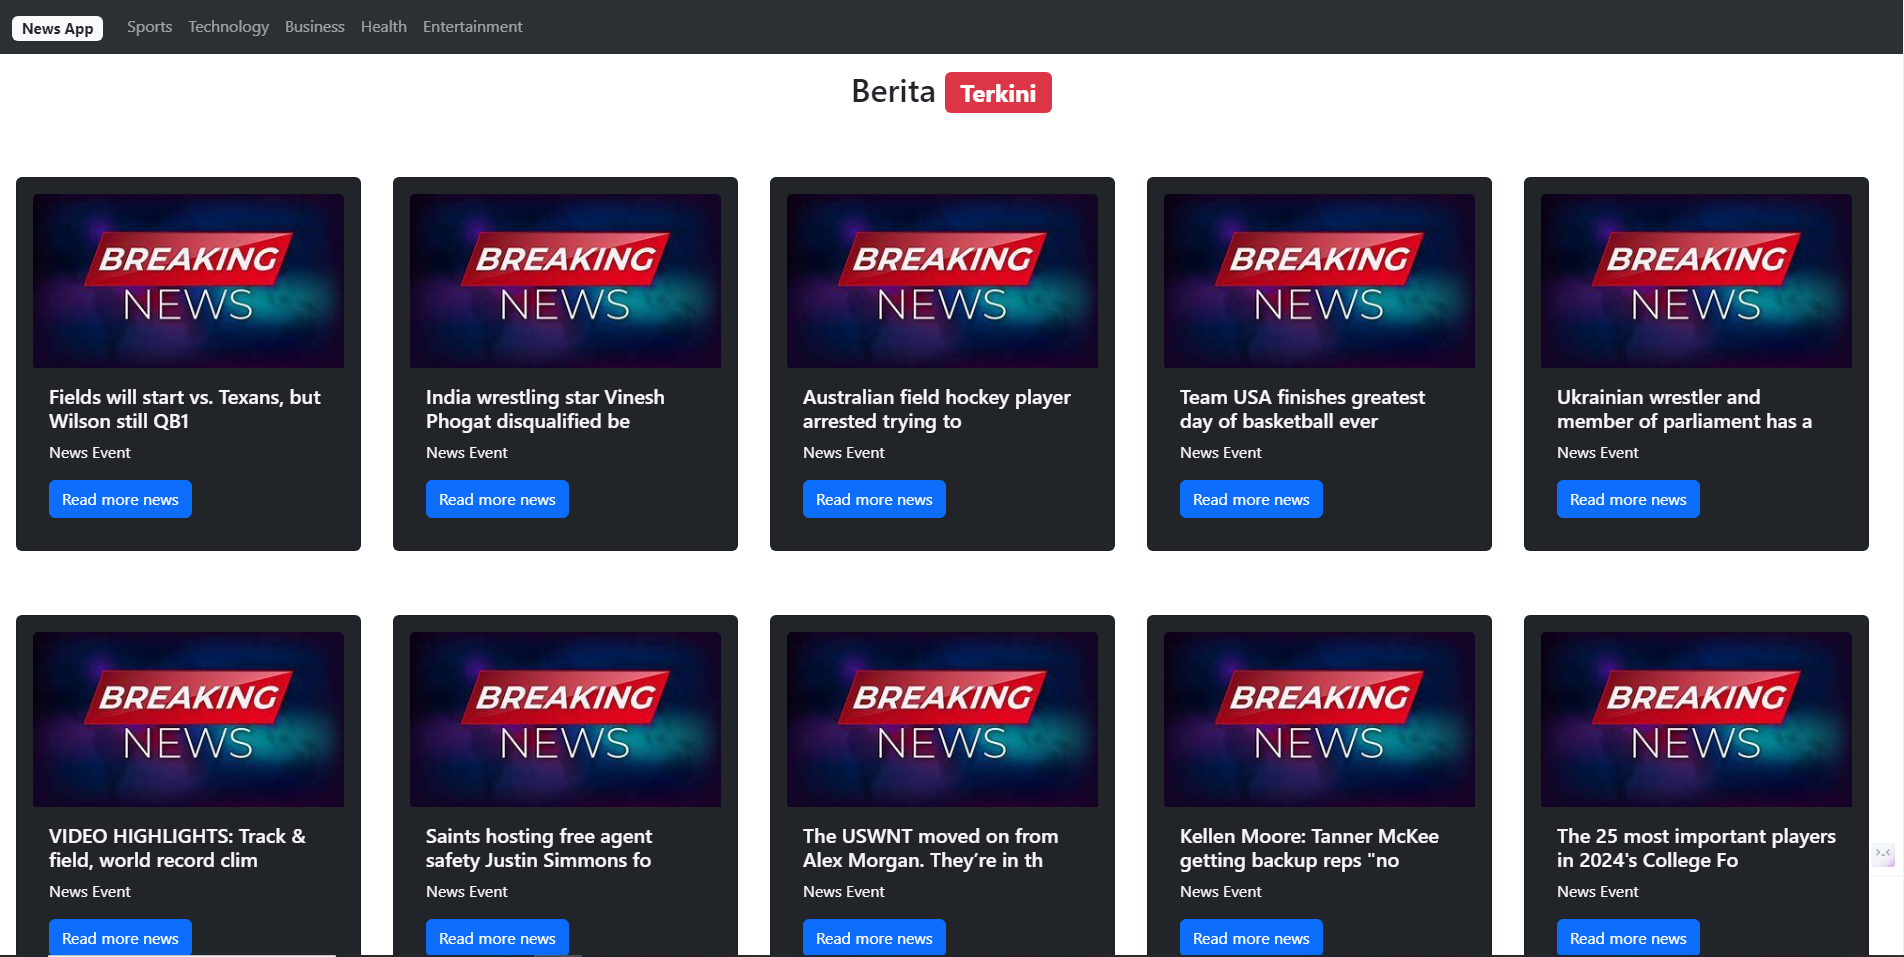 News App
Sports Technology Business Health Entertainment
Berita Terkini
BREAKING
NEWS
Fields will start vs. Texans, but
Wilson still QB1
News Event
Read more news
BREAKING
NEWS
India wrestling star Vinesh
Phogat disqualified be
News Event
Read more news
BREAKING
NEWS
Australian field hockey player
arrested trying to
News Event
Read more news
BREAKING
NEWS
Team USA finishes greatest
day of basketball ever
News Event
Read more news
BREAKING
NEWS
Ukrainian wrestler and
member of parliament has a
News Event
Read more news
BREAKING
NEWS
VIDEO HIGHLIGHTS: Track &
field, world record clim
News Event
Read more news
BREAKING
NEWS
Saints hosting free agent
safety Justin Simmons fo
News Event
Read more news
BREAKING
NEWS
The USWNT moved on from
Alex Morgan. They’re in th
News Event
Read more news
BREAKING
NEWS
Kellen Moore: Tanner McKee
getting backup reps "no
News Event
Read more news
BREAKING
NEWS
The 25 most important players
in 2024's College Fo
News Event
Read more news